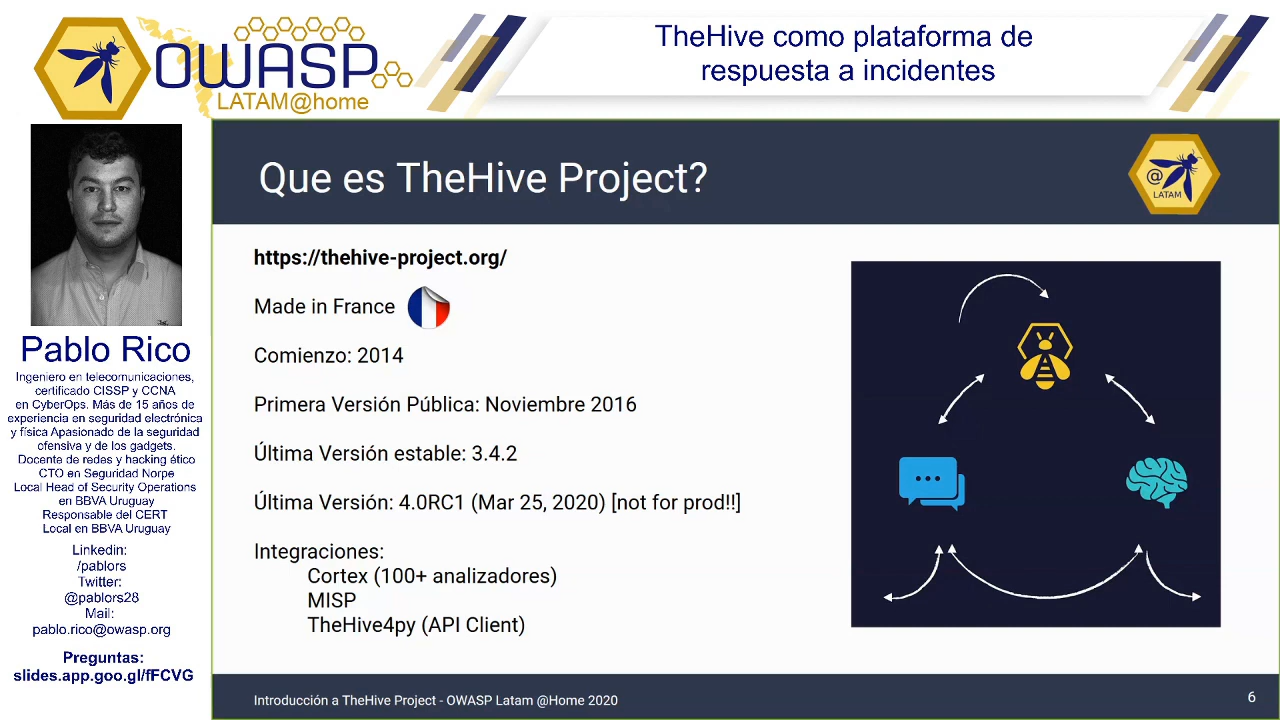 OWASP
LATAM@home
TheHive como plataforma de
respuesta a incidentes
Pablo Rico
Ingeniero en telecomunicaciones,
certificado CISSP y CCNA
en CyberOps. Más de 15 años de
experiencia en seguridad electrónica
y física Apasionado de la seguridad
ofensiva y de los gadgets.
Docente de redes y hacking ético
CTO en Seguridad Norpe
Local Head of Security Operations
en BBVA Uruguay
Responsable del CERT
Local en BBVA Uruguay
Linkedin:
/pablors
Twitter:
@pablors28
Mail:
pablo.rico@owasp.org
Preguntas:
slides.app.goo.gl/fFCVG
Que es TheHive Project?
@
LATAM
https://thehive-project.org/
Made in France
Comienzo: 2014
Primera Versión Pública: Noviembre 2016
Última Versión estable: 3.4.2
Última Versión: 4.0RC1 (Mar 25, 2020) [not for prod!!]
Integraciones:
Cortex (100+ analizadores)
MISP
TheHive4py (API Client)
Introducción a TheHive Project - OWASP Latam @Home 2020
6